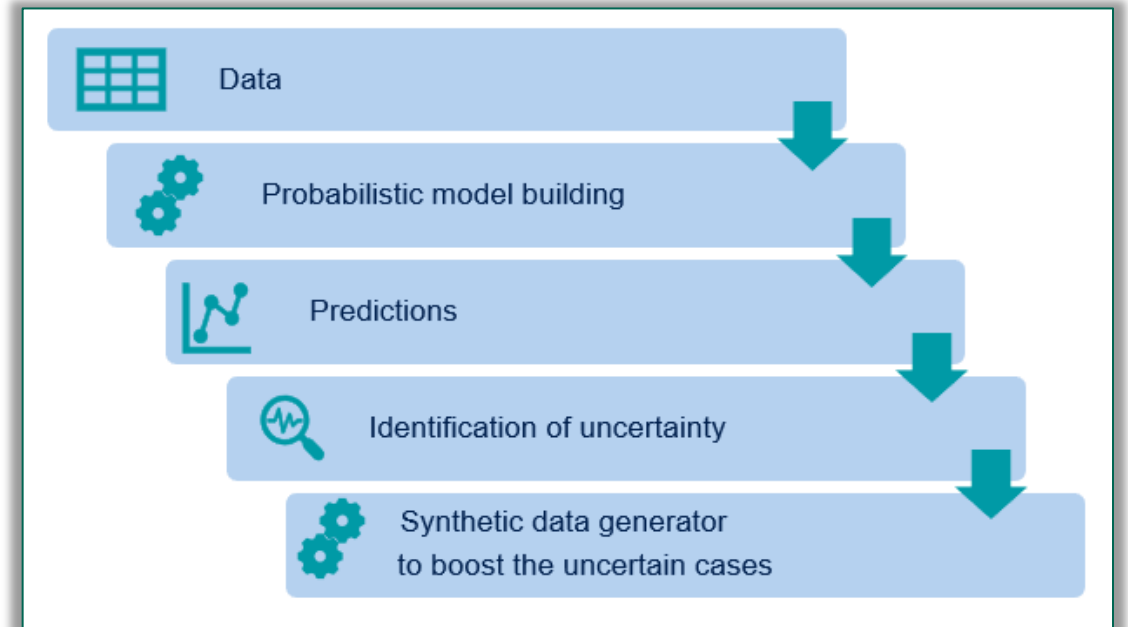 Data
Probabilistic model building
Predictions
Identification of uncertainty
Synthetic data generator
to boost the uncertain cases